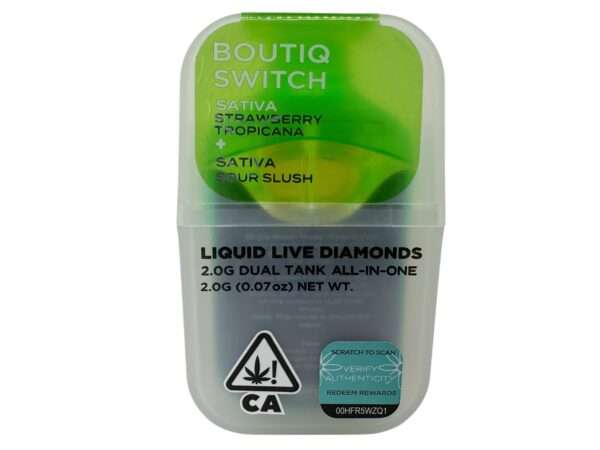 BOUTIQ
SWITCH
SATIVA
STRAWBERRY
TROPICANA
+
SATIVA
SOUR SLUSH
LIQUID LIVE DIAMONDS
2.0G DUAL TANK ALL-IN-ONE
2.0G (0.07oz) NET WT.
!
CA
SCRATCH TO SCAN
VERIFY
AUTHENTICITY
REDEEM REWARDS
00HFR5WZQ1